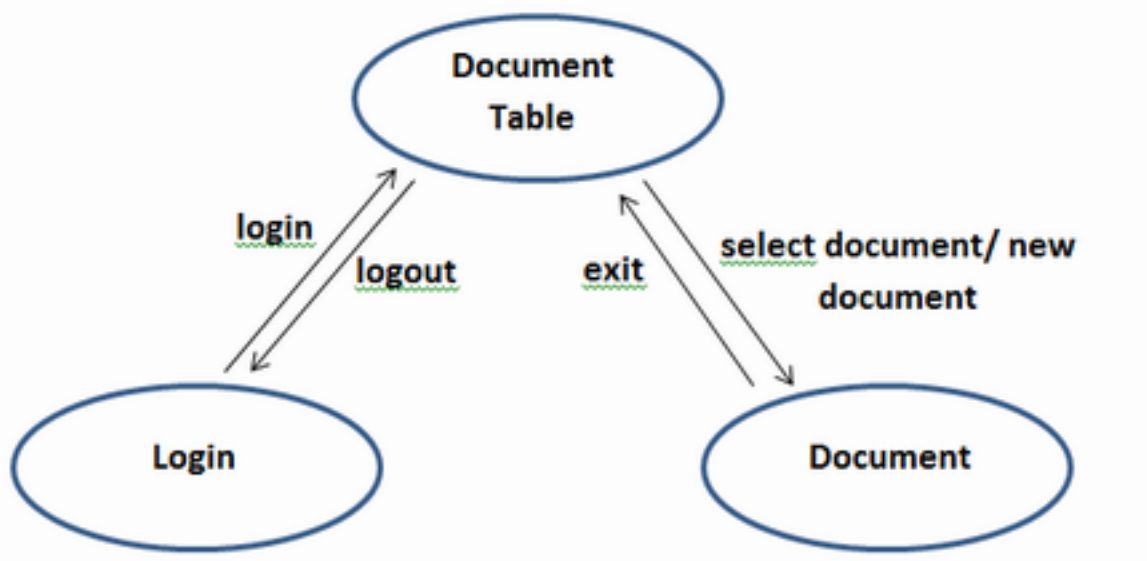 Document
Table
login
logout
exit
select document/ new
document
Login
Document